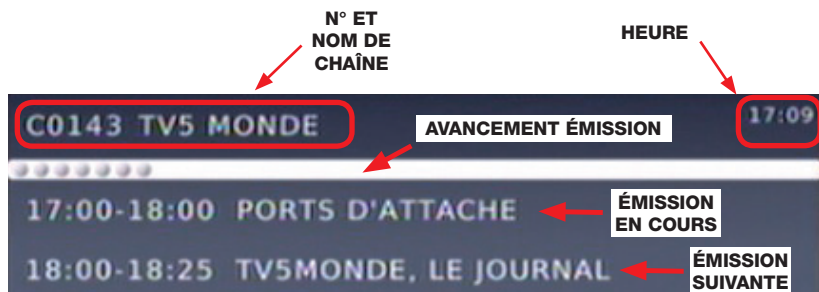 N° ET
NOM DE
CHAÎNE
HEURE
C0143 TV5 MONDE
17:09
AVANCEMENT ÉMISSION
17:00-18:00 PORTS D'ATTACHE
ÉMISSION
EN COURS
18:00-18:25 TV5MONDE, LE JOURNAL
ÉMISSION
SUIVANTE